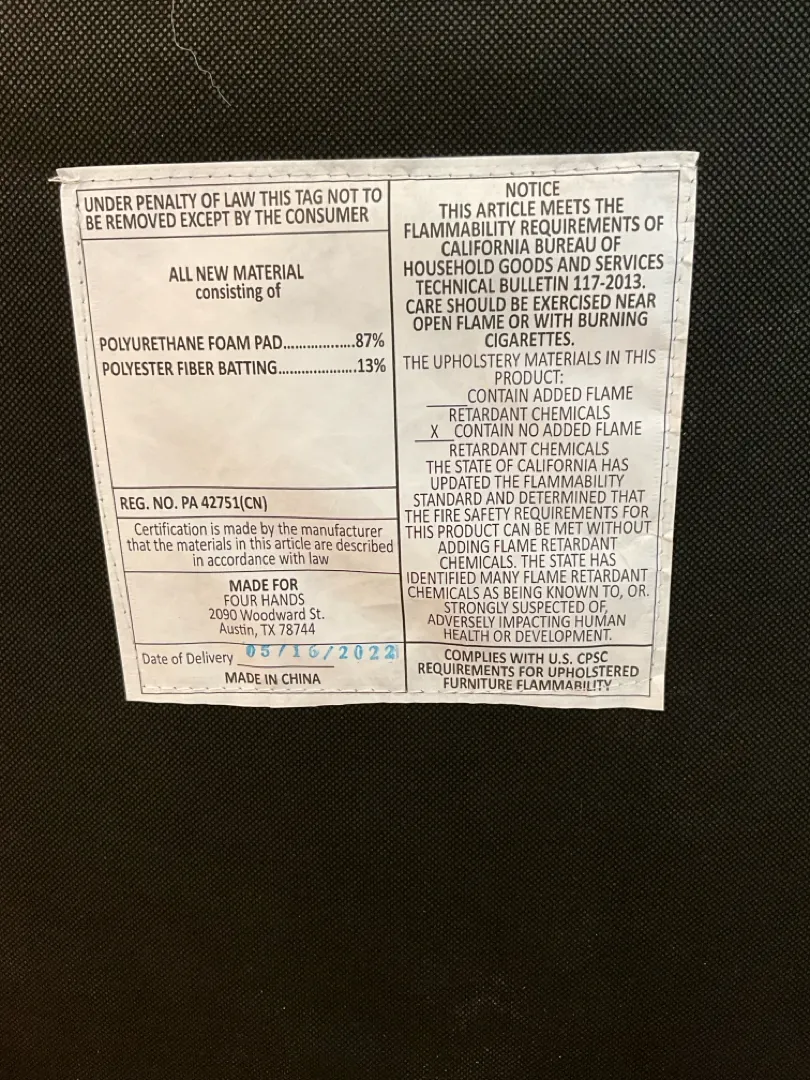 UNDER PENALTY OF LAW THIS TAG NOT TO
BE REMOVED EXCEPT BY THE CONSUMER
ALL NEW MATERIAL
consisting of
POLYURETHANE FOAM PAD..................87%
POLYESTER FIBER BATTING....................13%
REG. NO. PA 42751(CN)
Certification is made by the manufacturer
that the materials in this article are described
in accordance with law
MADE FOR
FOUR HANDS
2090 Woodward St.
Austin, TX 78744
Date of Delivery 05/16/2022
MADE IN CHINA
NOTICE
THIS ARTICLE MEETS THE
FLAMMABILITY REQUIREMENTS OF
CALIFORNIA BUREAU OF
HOUSEHOLD GOODS AND SERVICES
TECHNICAL BULLETIN 117-2013.
CARE SHOULD BE EXERCISED NEAR
OPEN FLAME OR WITH BURNING
CIGARETTES.
THE UPHOLSTERY MATERIALS IN THIS
PRODUCT:
____CONTAIN ADDED FLAME
RETARDANT CHEMICALS
X CONTAIN NO ADDED FLAME
RETARDANT CHEMICALS
THE STATE OF CALIFORNIA HAS
UPDATED THE FLAMMABILITY
STANDARD AND DETERMINED THAT
THE FIRE SAFETY REQUIREMENTS FOR
THIS PRODUCT CAN BE MET WITHOUT
ADDING FLAME RETARDANT
CHEMICALS. THE STATE HAS
IDENTIFIED MANY FLAME RETARDANT
CHEMICALS AS BEING KNOWN TO, OR.
STRONGLY SUSPECTED OF,
ADVERSELY IMPACTING HUMAN
HEALTH OR DEVELOPMENT.
COMPLIES WITH U.S. CPSC
REQUIREMENTS FOR UPHOLSTERED
FURNITURE FLAMMABILITY